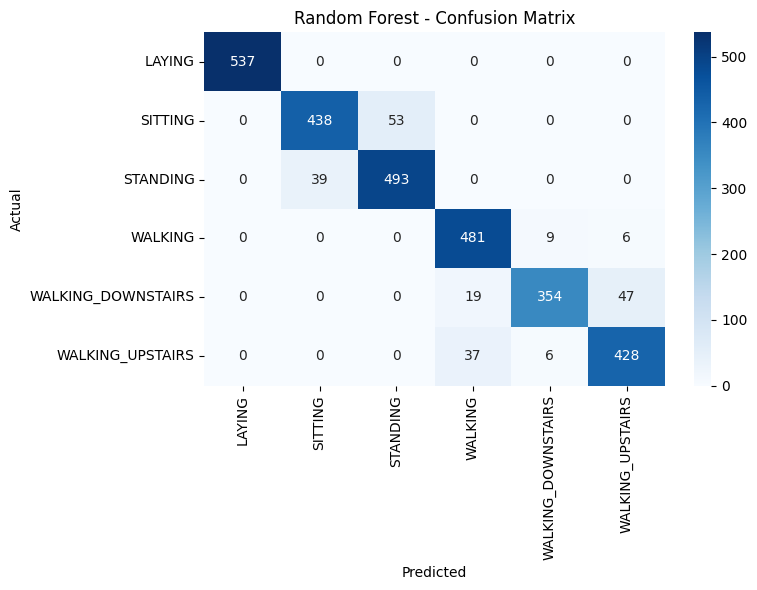 Random Forest - Confusion Matrix
Actual
LAYING 537 0 0 0 0 0
SITTING 0 438 53 0 0 0
STANDING 0 39 493 0 0 0
WALKING 0 0 0 481 9 6
WALKING_DOWNSTAIRS 0 0 0 19 354 47
WALKING_UPSTAIRS 0 0 0 37 6 428
LAYING
SITTING
STANDING
WALKING
WALKING_DOWNSTAIRS
WALKING_UPSTAIRS
Predicted
500
400
300
200
100
0